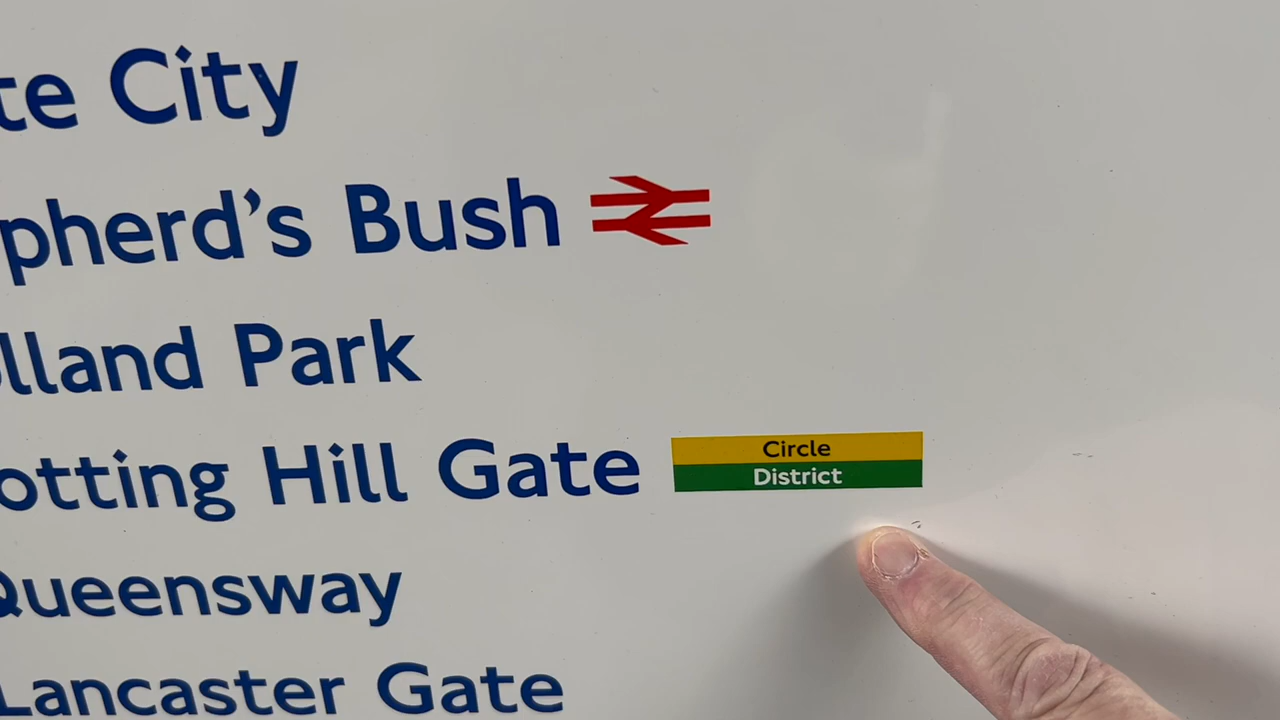 te City
pherd's Bush
lland Park
otting Hill Gate Circle
District
Queensway
Lancaster Gate